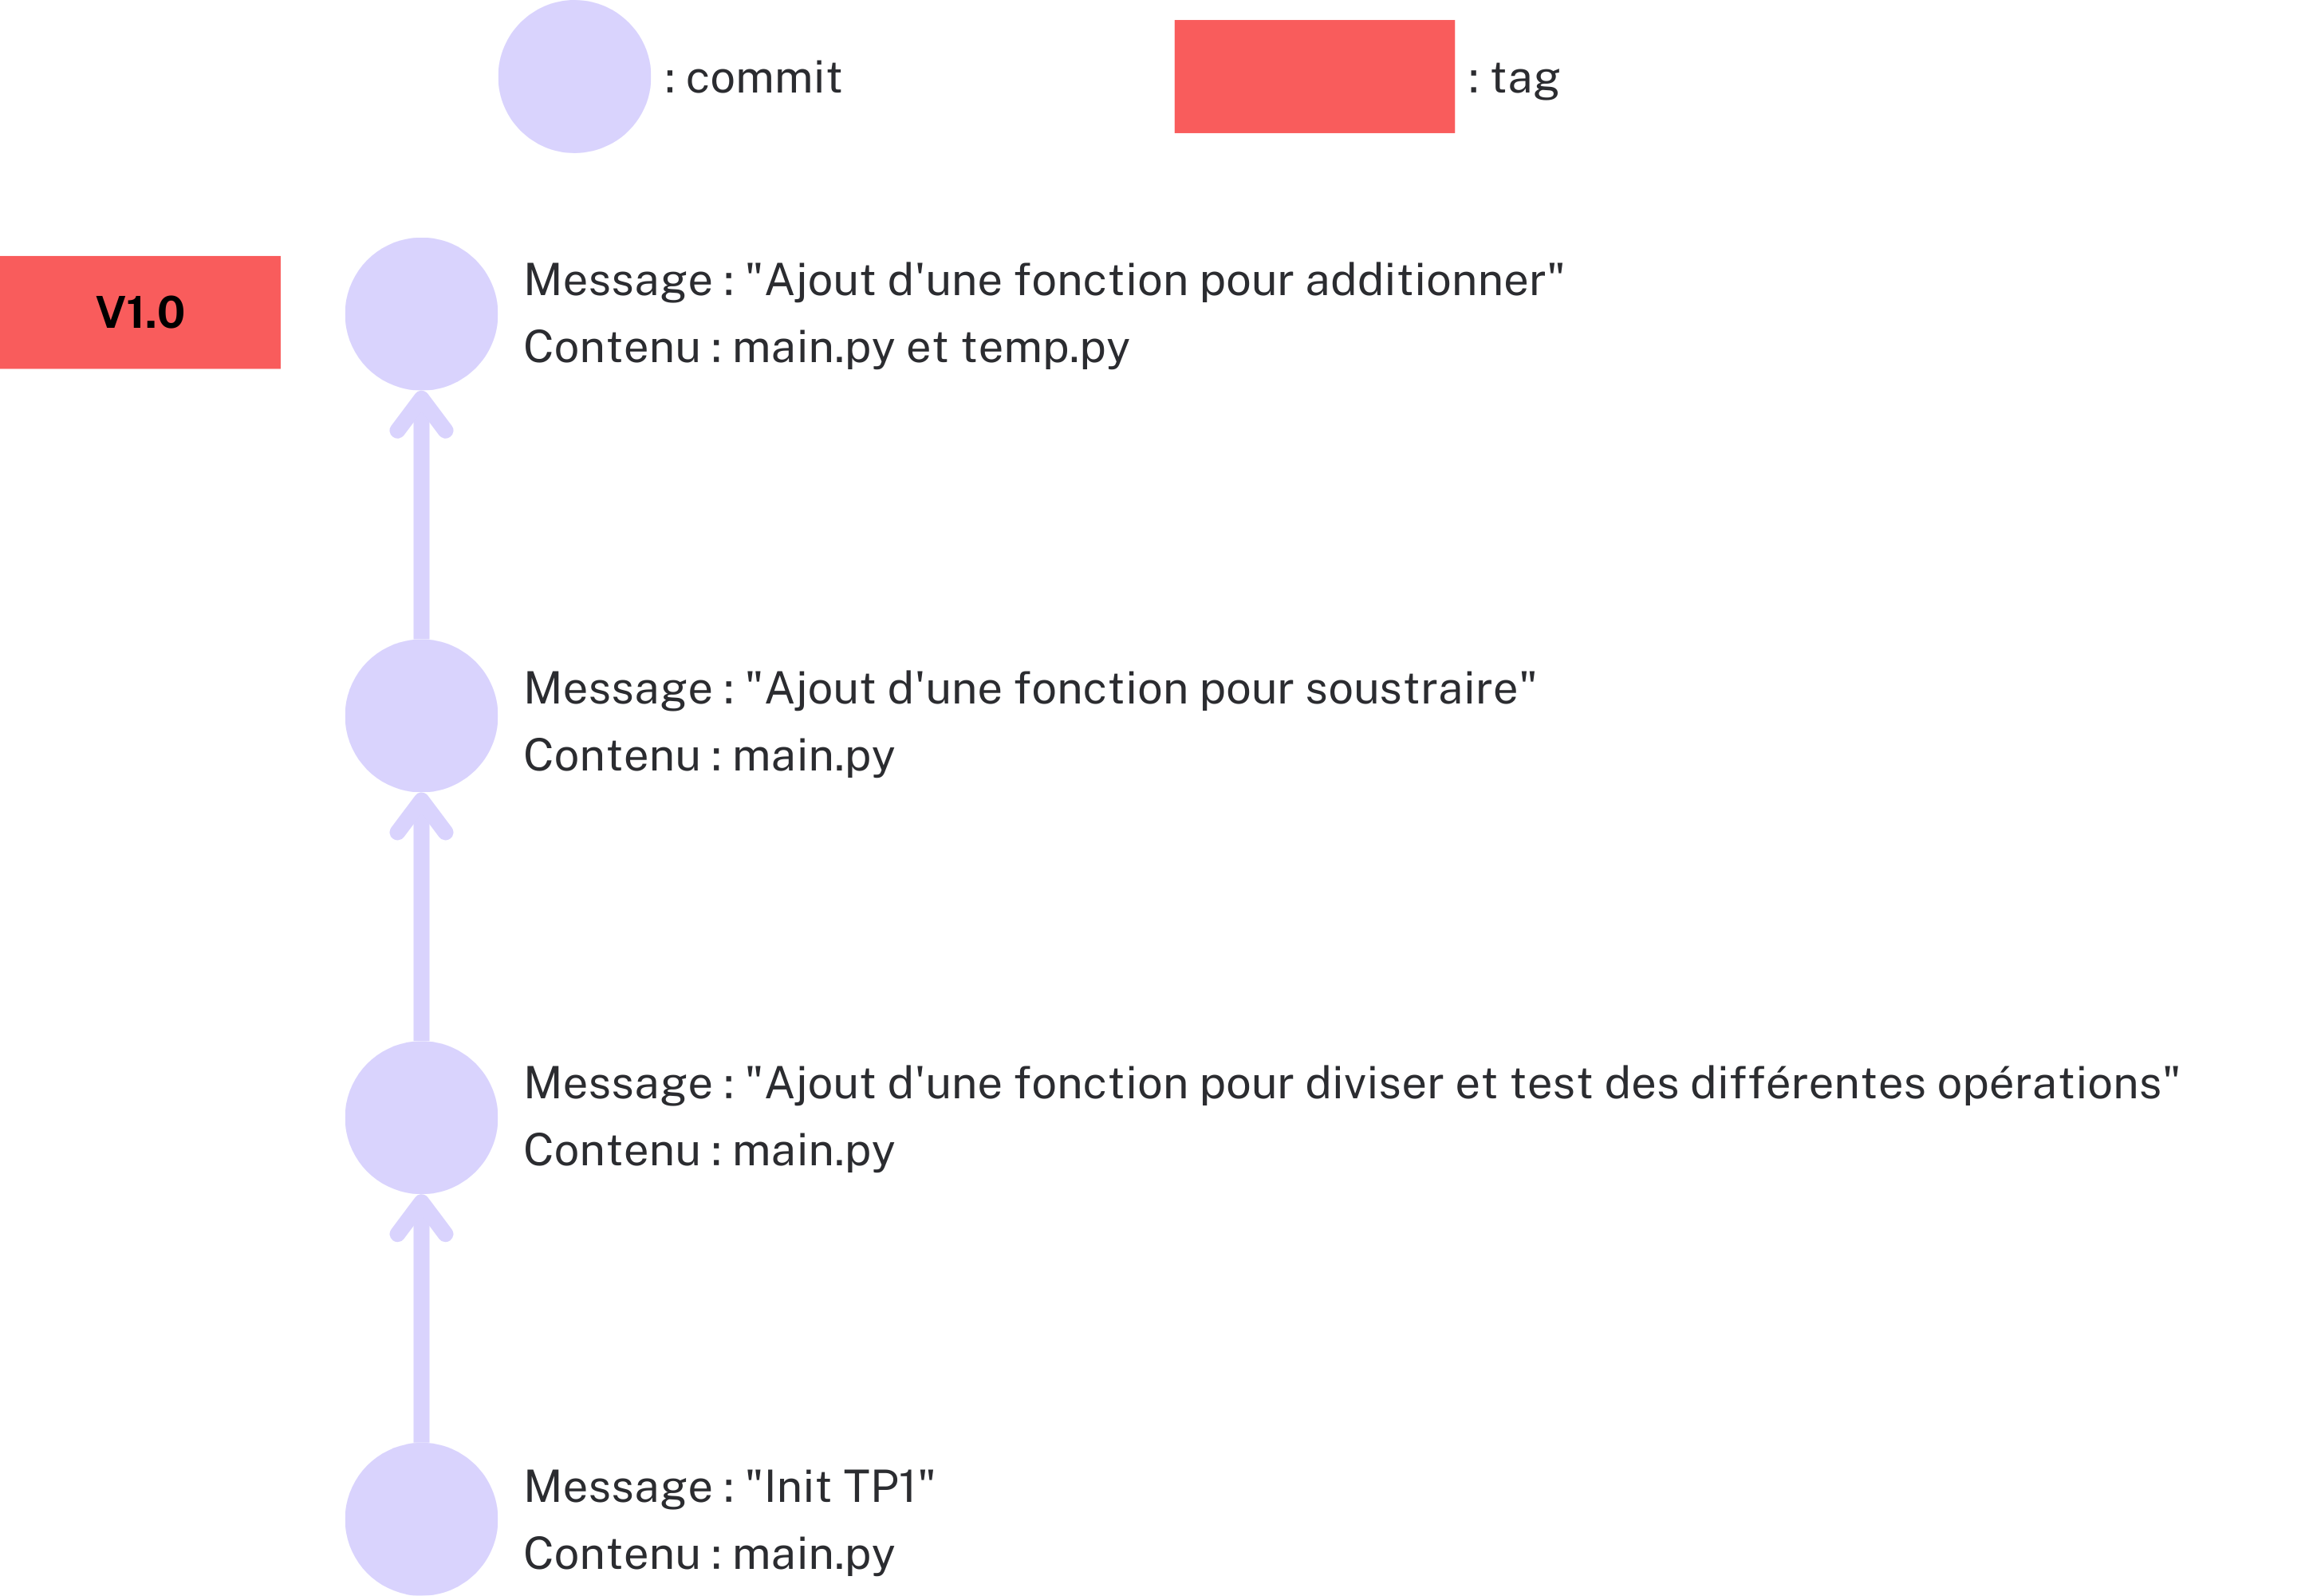 : commit
: tag
V1.0
Message : "Ajout d'une fonction pour additionner"
Contenu : main.py et temp.py
Message : "Ajout d'une fonction pour soustraire"
Contenu : main.py
Message : "Ajout d'une fonction pour diviser et test des différentes opérations"
Contenu : main.py
Message : "Init TP1"
Contenu : main.py